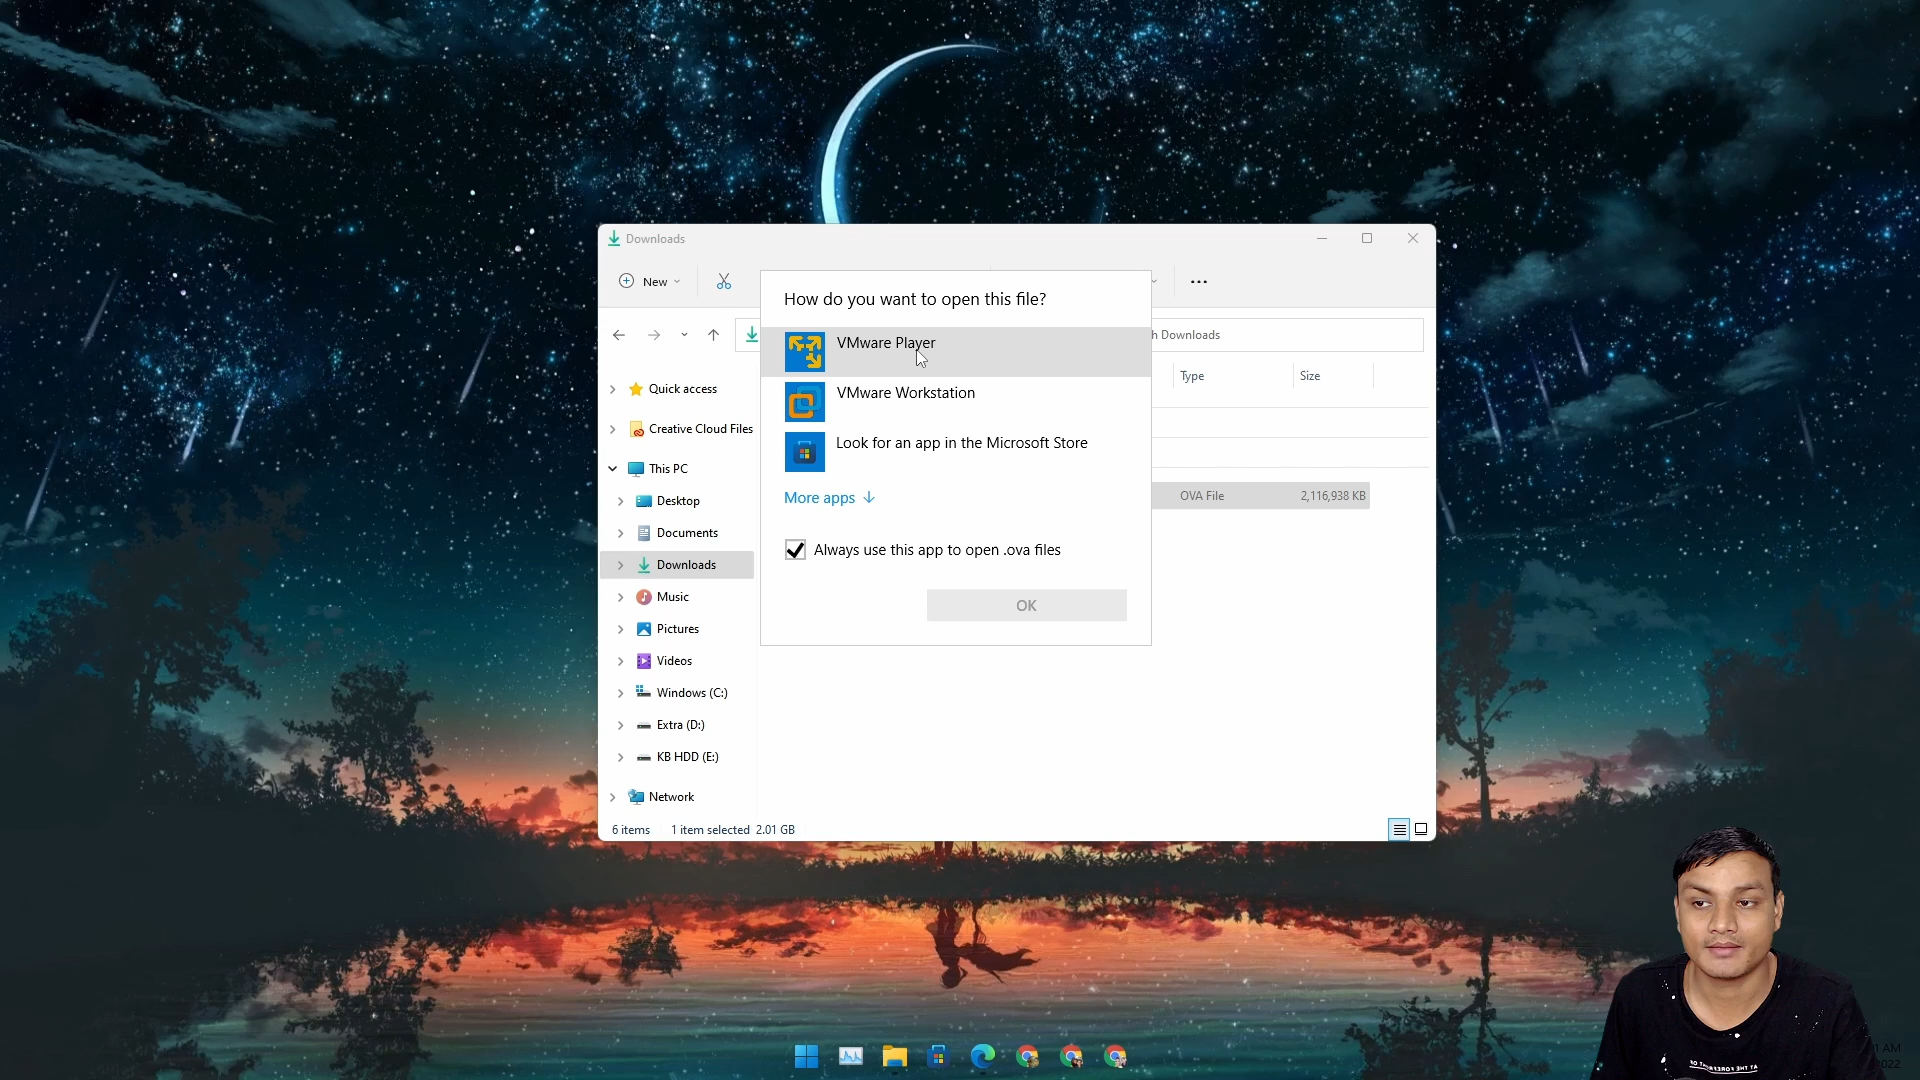 Downloads
New
How do you want to open this file?
VMware Player
h Downloads
Type
Size
Quick access
VMware Workstation
Creative Cloud Files
Look for an app in the Microsoft Store
This PC
More apps
OVA File
2,116,938 KB
Desktop
Documents
Always use this app to open .ova files
Downloads
Music
OK
Pictures
Videos
Windows (C:)
Extra (D:)
KB HDD (E:)
Network
6 items
1 item selected 2.01 GB